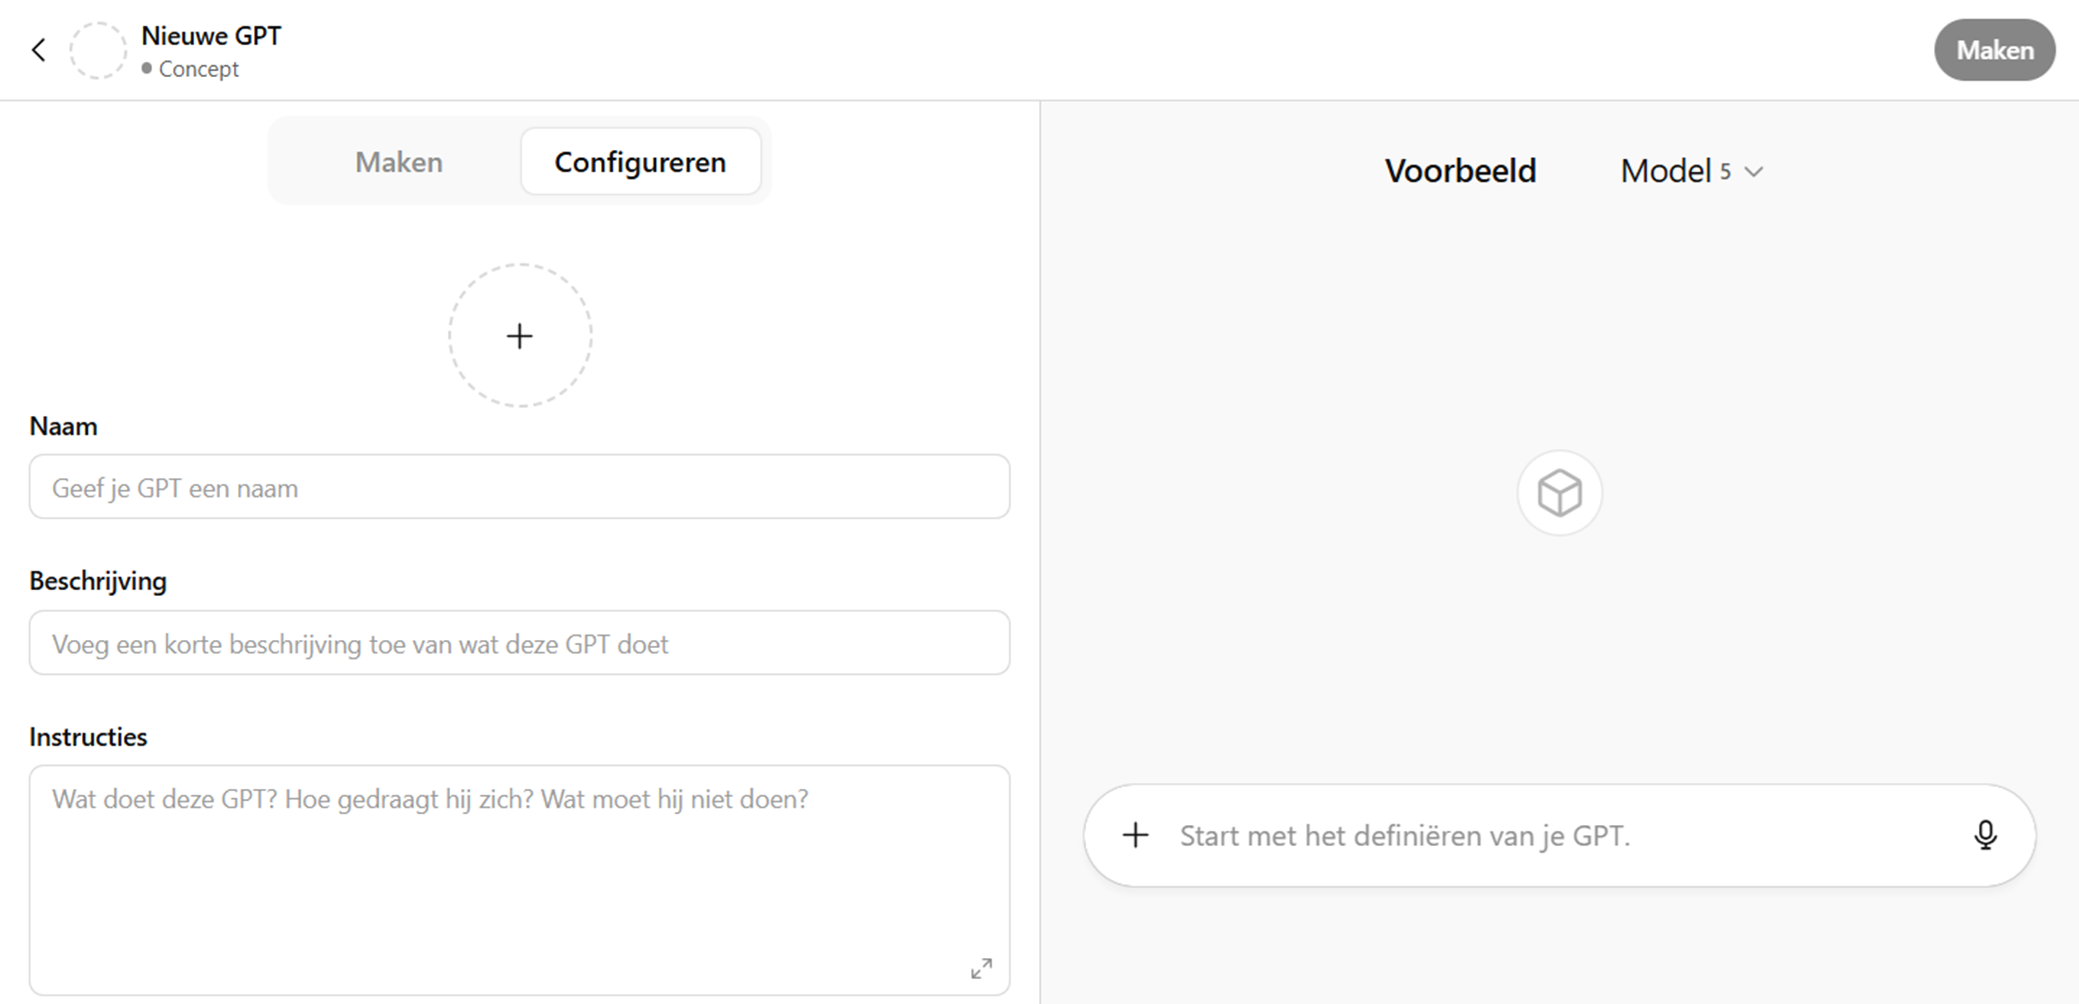 Nieuwe GPT
Concept
Maken
Maken
Configureren
Naam
Geef je GPT een naam
Beschrijving
Voeg een korte beschrijving toe van wat deze GPT doet
Instructies
Wat doet deze GPT? Hoe gedraagt hij zich? Wat moet hij niet doen?
Voorbeeld
Model 5
Start met het definiëren van je GPT.